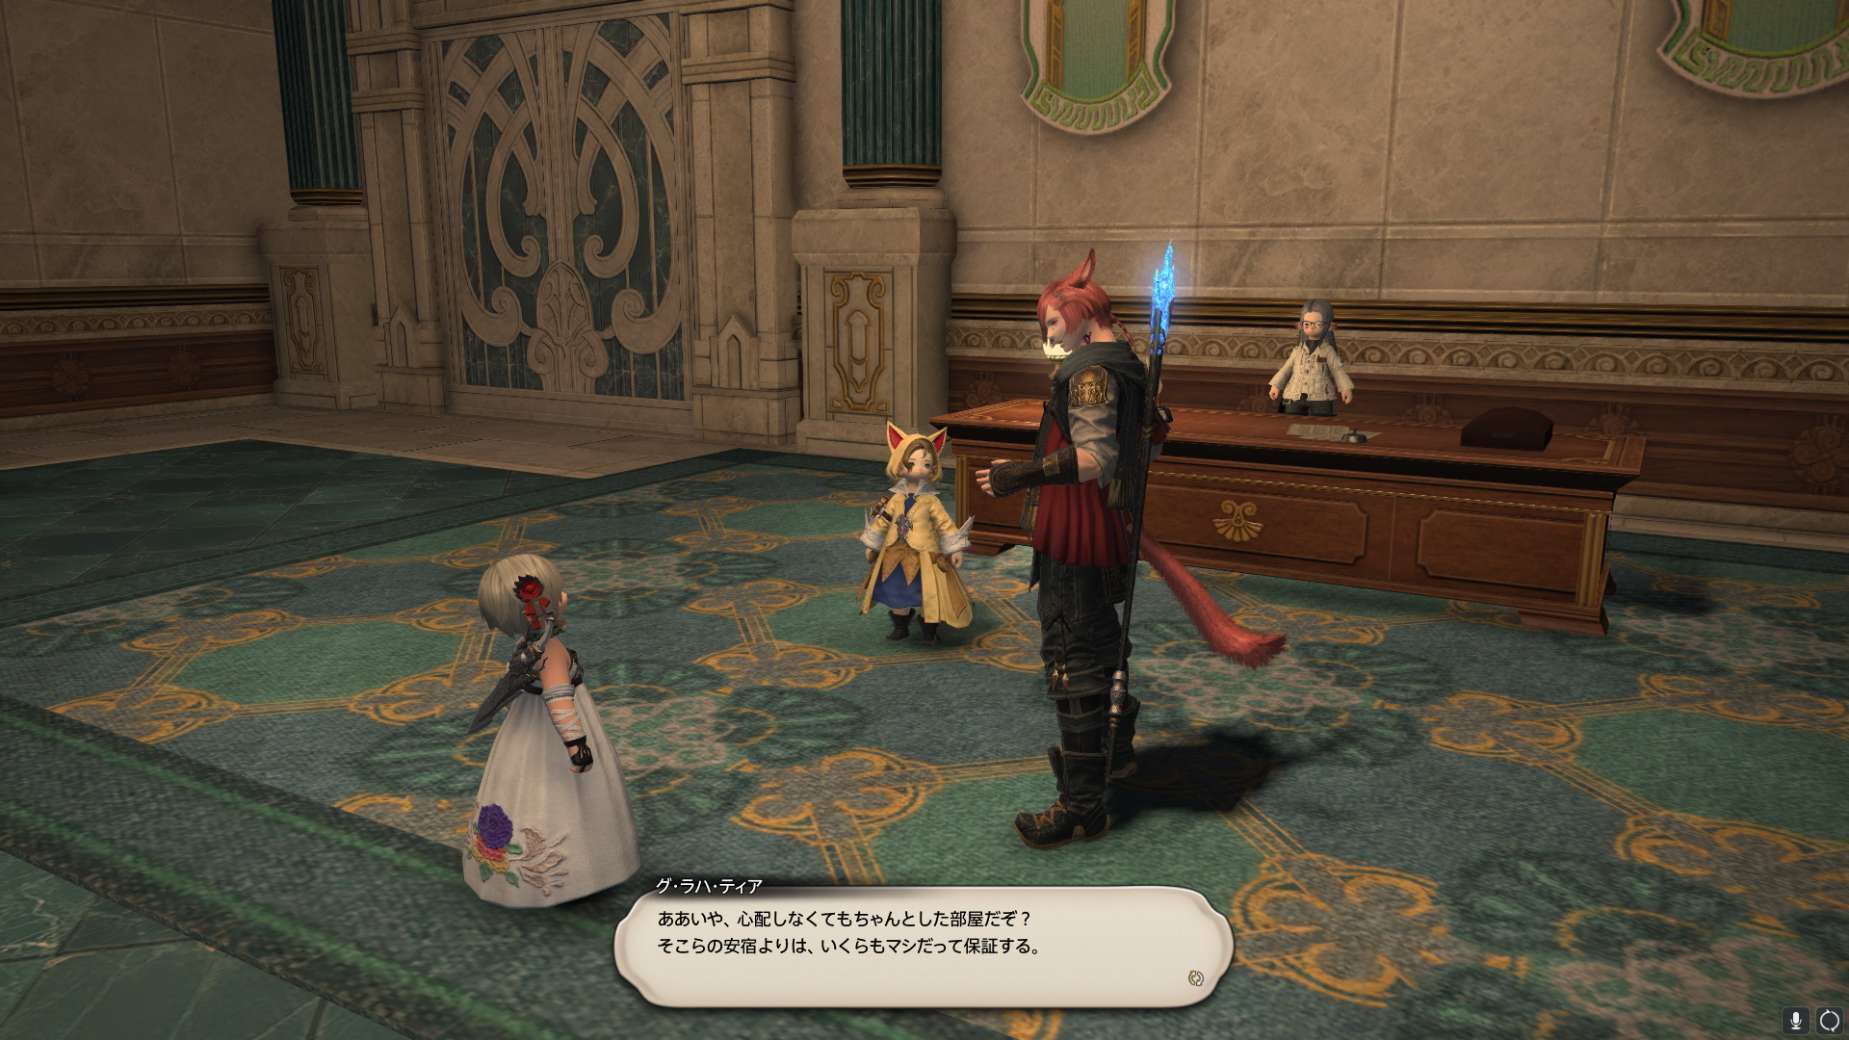 グ・ラハ・ティア
ああいや、心配しなくてもちゃんとした部屋だぞ？
そこらの安宿よりは、いくらもマシだって保証する。